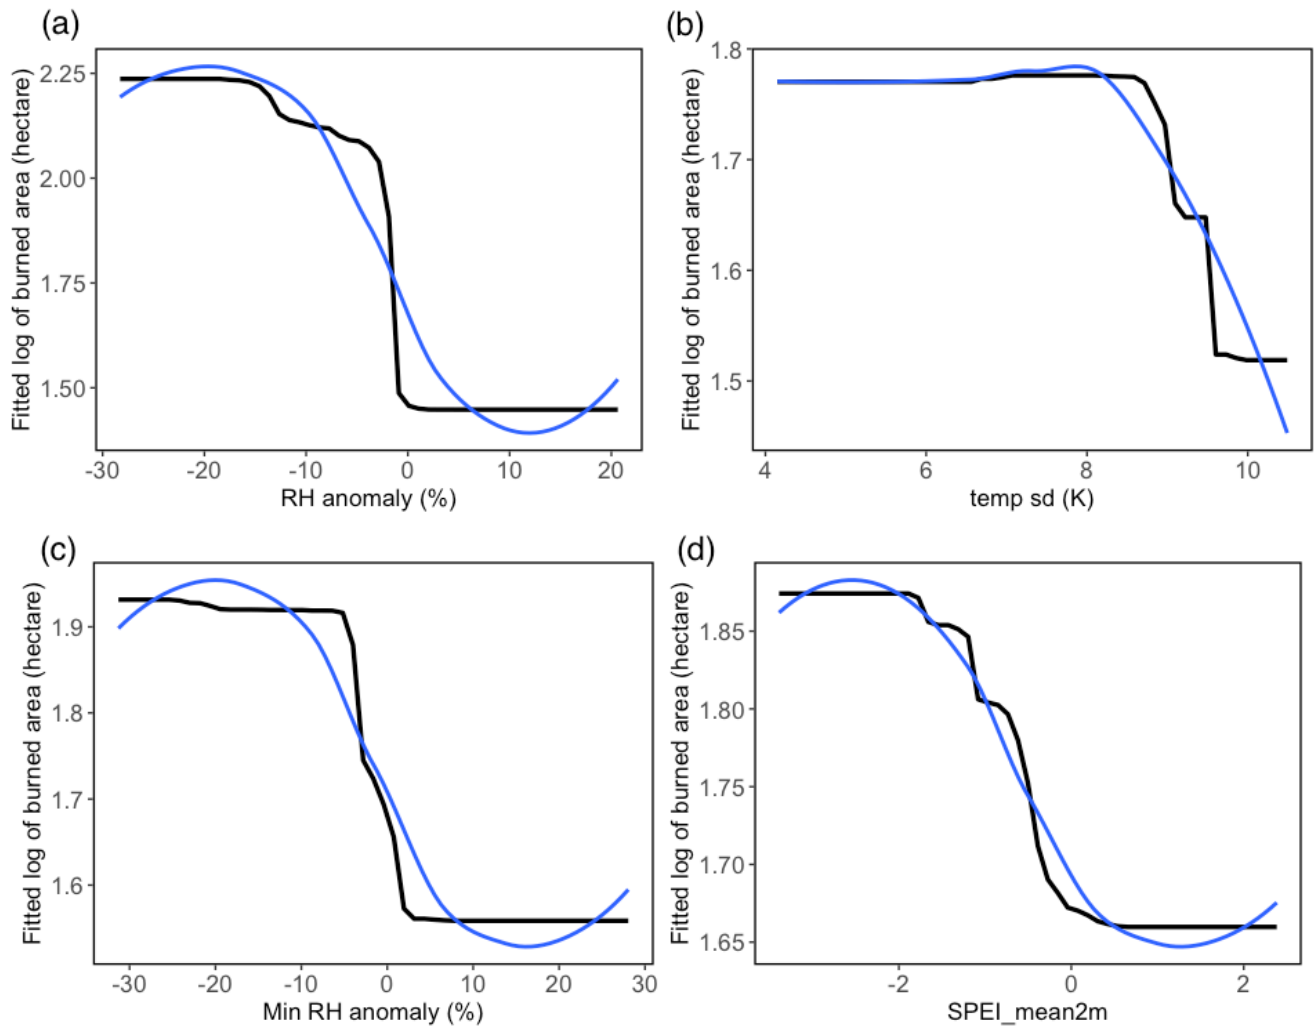 (a)
Fitted log of burned area (hectare)
2.25
2.00
1.75
1.50
-30 -20 -10 0 10 20
RH anomaly (%)
(b)
Fitted log of burned area (hectare)
1.8
1.7
1.6
1.5
4 6 8 10
temp sd (K)
(c)
Fitted log of burned area (hectare)
1.9
1.8
1.7
1.6
-30 -20 -10 0 10 20 30
Min RH anomaly (%)
(d)
Fitted log of burned area (hectare)
1.85
1.80
1.75
1.70
1.65
-2 0 2
SPEI_mean2m